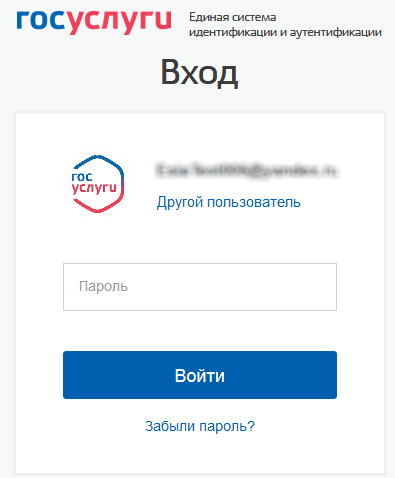 госуслуги
Единая система
идентификации и аутентификации
Вход
гос
услуги
Другой пользователь
Пароль
Войти
Забыли пароль?